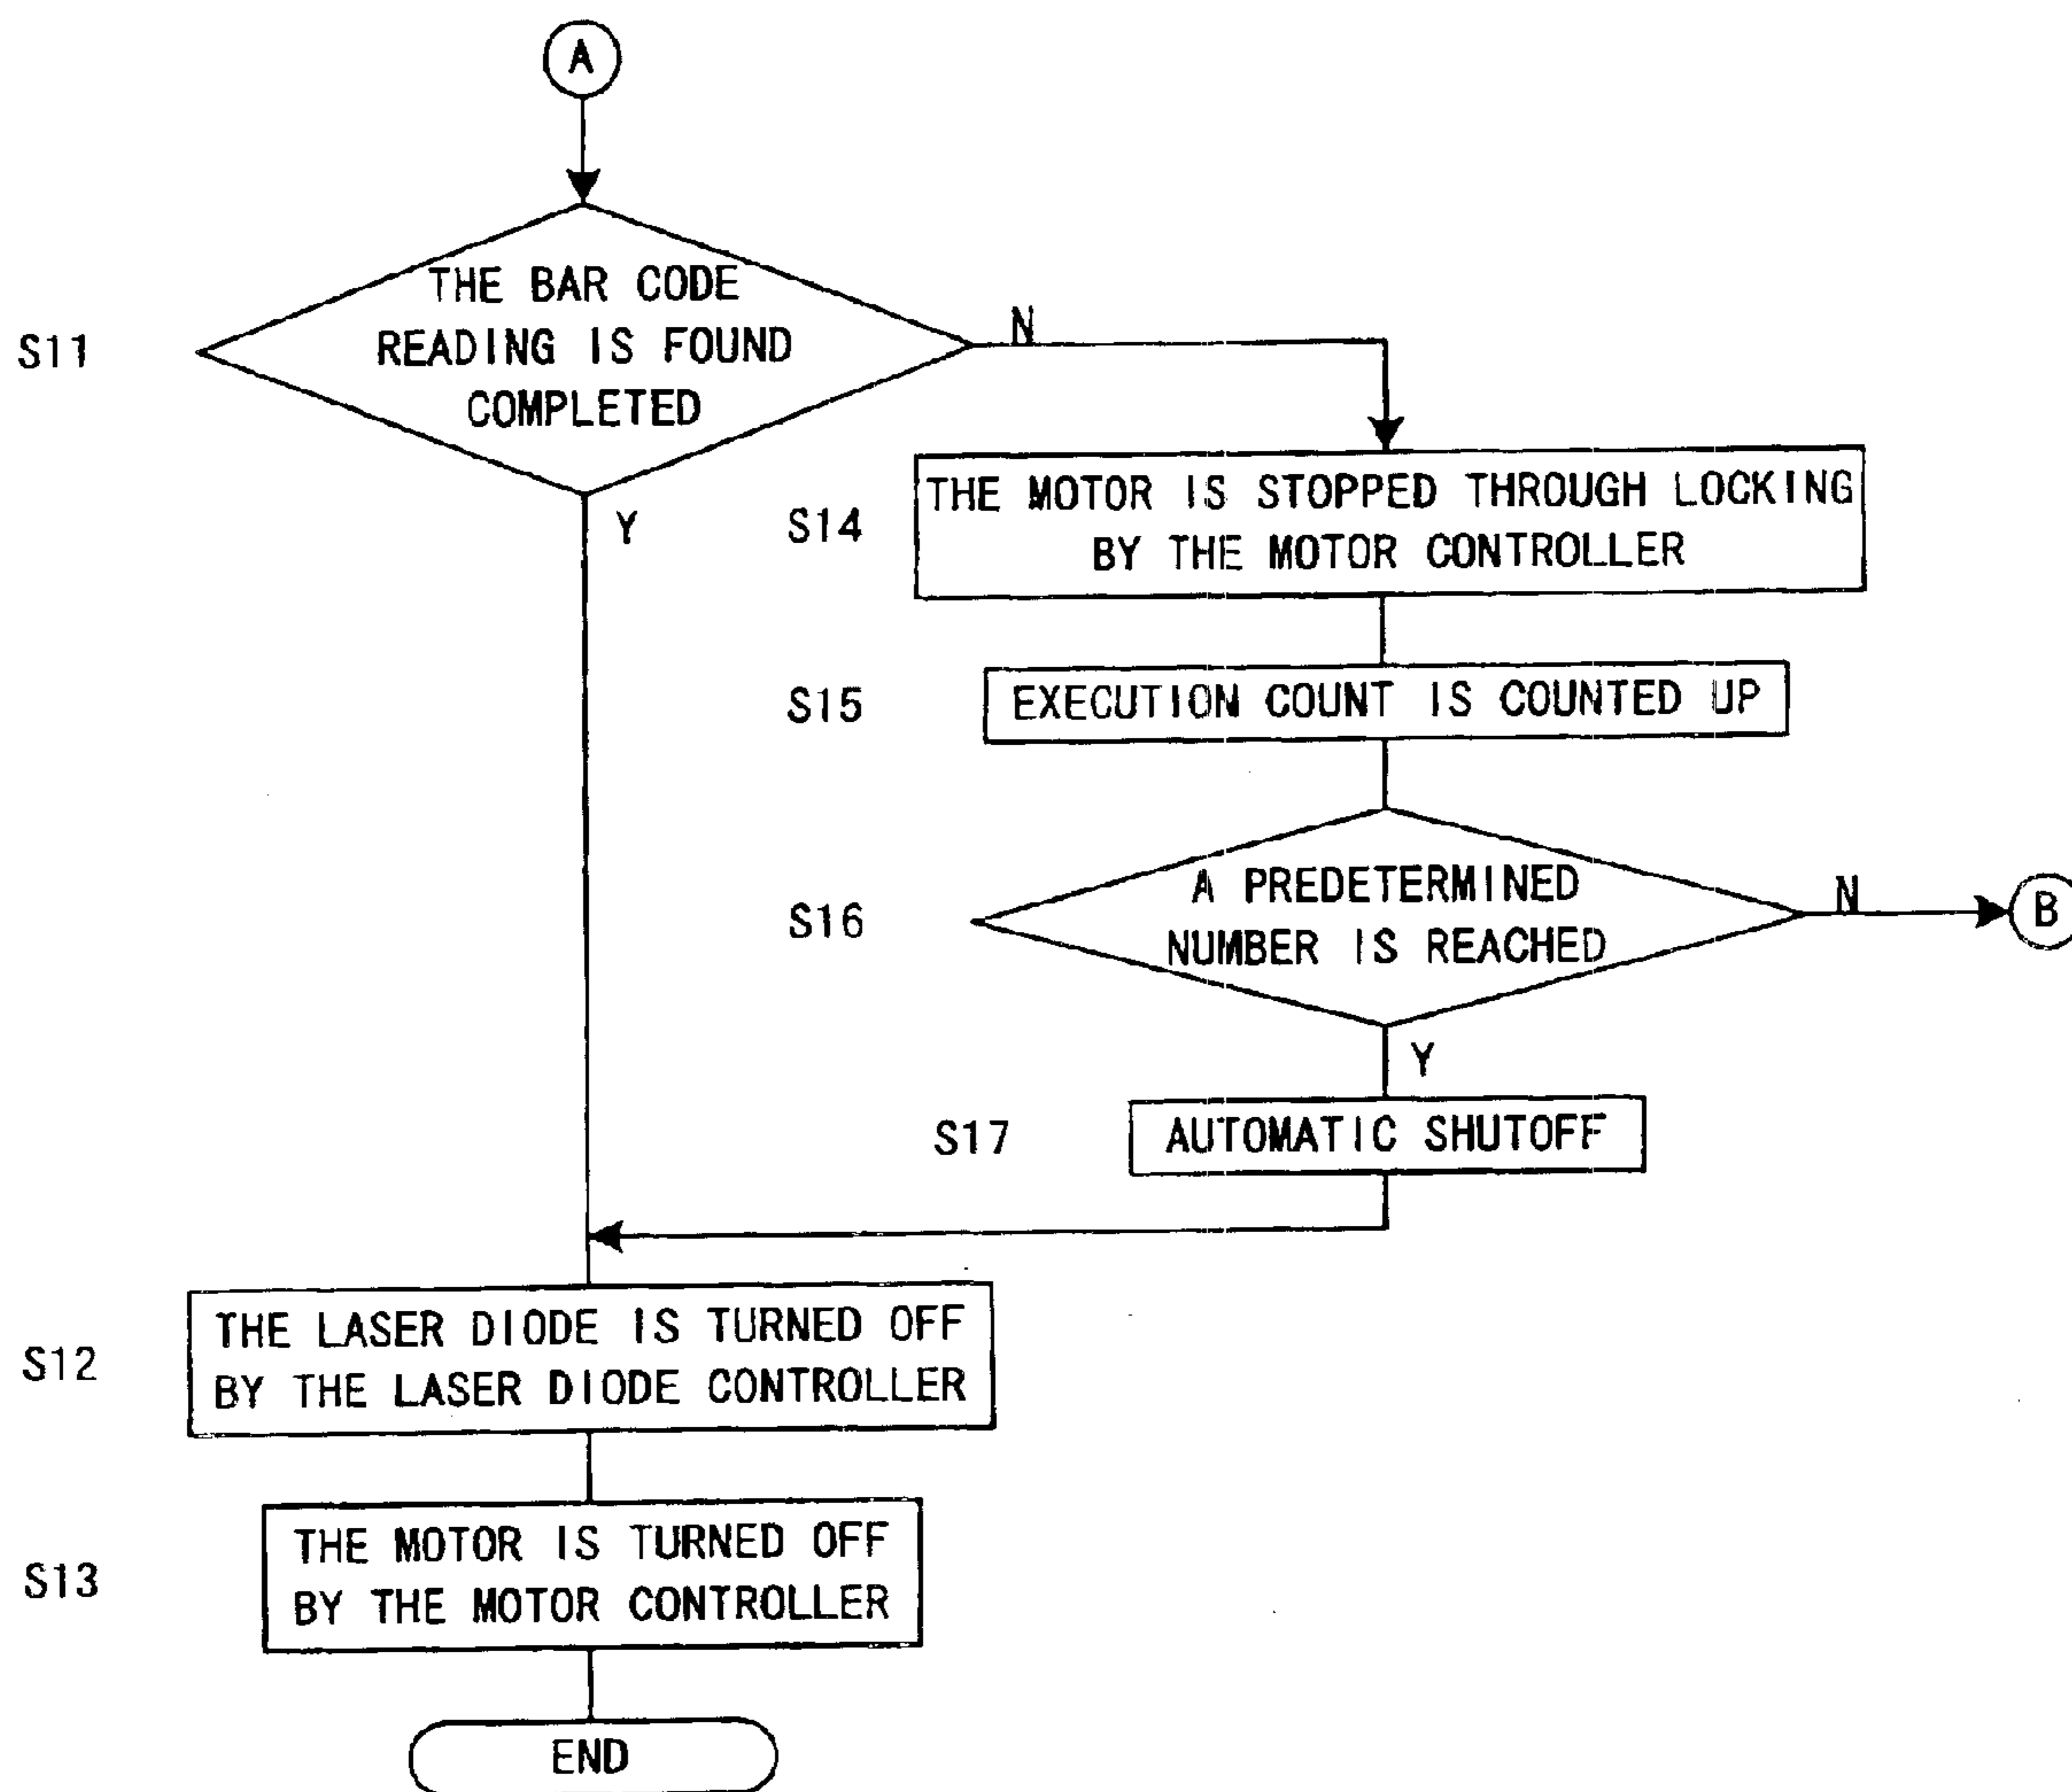 A
THE BAR CODE
READING IS FOUND
COMPLETED
S11
N
Y
S14
THE MOTOR IS STOPPED THROUGH LOCKING
BY THE MOTOR CONTROLLER
S15
EXECUTION COUNT IS COUNTED UP
S16
A PREDETERMINED
NUMBER IS REACHED
N
B
Y
S17
AUTOMATIC SHUTOFF
S12
THE LASER DIODE IS TURNED OFF
BY THE LASER DIODE CONTROLLER
S13
THE MOTOR IS TURNED OFF
BY THE MOTOR CONTROLLER
END